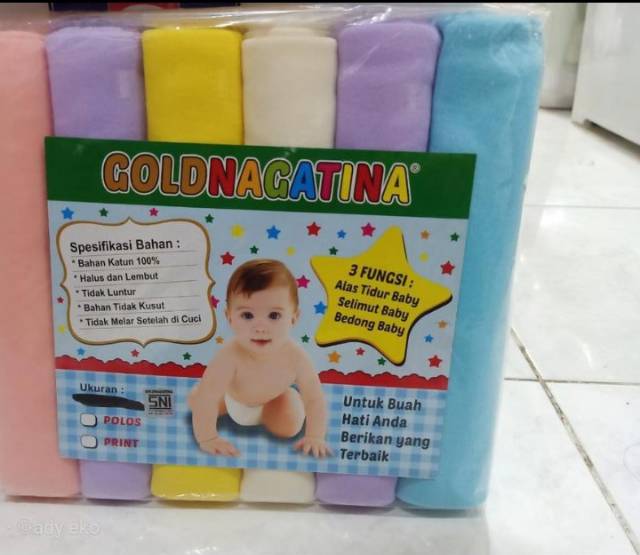 GOLDNAGATINA®
Spesifikasi Bahan :
* Bahan Katun 100%
* Halus dan Lembut
* Tidak Luntur
* Bahan Tidak Kusut
* Tidak Melar Setelah di Cuci
3 FUNGSI :
Alas Tidur Baby
Selimut Baby
Bedong Baby
Ukuran :
SNI
POLOS
PRINT
Untuk Buah
Hati Anda
Berikan yang
Terbaik
©ady eko